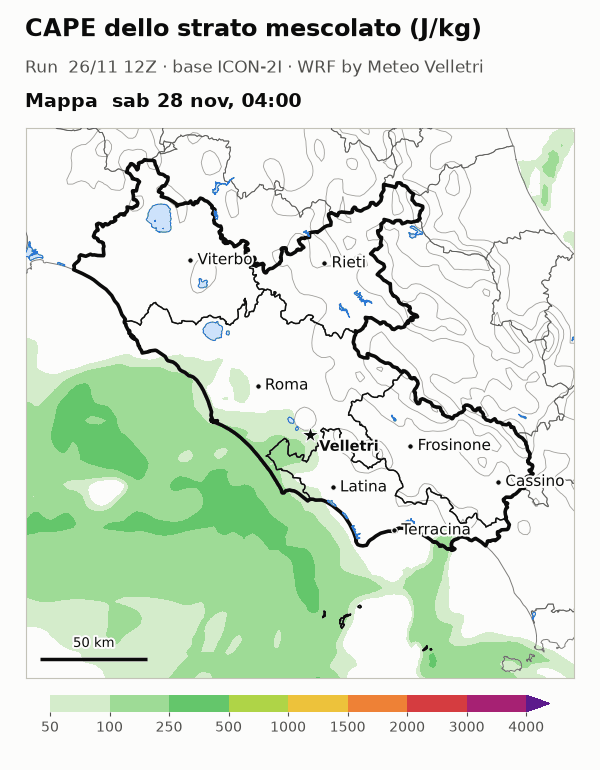 CAPE dello strato mescolato (J/kg)
Run 26/11 12Z · base ICON-2I · WRF by Meteo Velletri
Mappa sab 28 nov, 04:00
Viterbo
Rieti
Roma
Velletri
Frosinone
Latina
Cassino
Terracina
50 km
50 100 250 500 1000 1500 2000 3000 4000